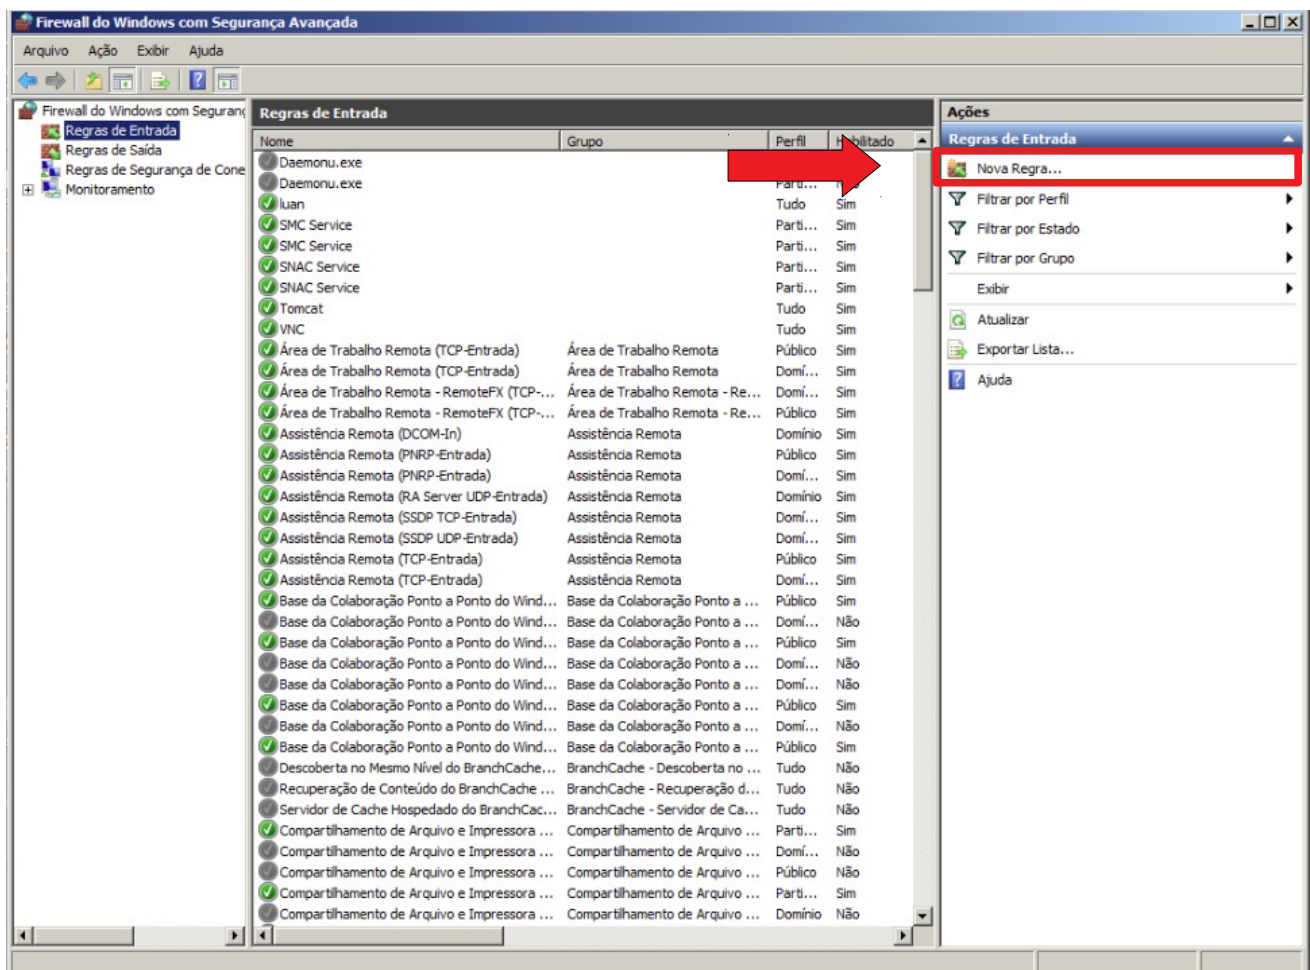 Firewall do Windows com Segurança Avançada
Arquivo Ação Exibir Ajuda
Firewall do Windows com Seguranç
Regras de Entrada
Regras de Saída
Regras de Segurança de Cone
Monitoramento
Regras de Entrada
Nome Grupo Perfil Habilitado
Daemonu.exe
Daemonu.exe Parti...
luan Tudo Sim
SMC Service Parti... Sim
SMC Service Parti... Sim
SNAC Service Parti... Sim
SNAC Service Parti... Sim
Tomcat Tudo Sim
VNC Tudo Sim
Área de Trabalho Remota (TCP-Entrada) Área de Trabalho Remota Público Sim
Área de Trabalho Remota (TCP-Entrada) Área de Trabalho Remota Domí... Sim
Área de Trabalho Remota - RemoteFX (TCP-... Área de Trabalho Remota - Re... Domí... Sim
Área de Trabalho Remota - RemoteFX (TCP-... Área de Trabalho Remota - Re... Público Sim
Assistência Remota (DCOM-In) Assistência Remota Domínio Sim
Assistência Remota (PNRP-Entrada) Assistência Remota Público Sim
Assistência Remota (PNRP-Entrada) Assistência Remota Domí... Sim
Assistência Remota (RA Server UDP-Entrada) Assistência Remota Domínio Sim
Assistência Remota (SSDP TCP-Entrada) Assistência Remota Domí... Sim
Assistência Remota (SSDP UDP-Entrada) Assistência Remota Domí... Sim
Assistência Remota (TCP-Entrada) Assistência Remota Público Sim
Assistência Remota (TCP-Entrada) Assistência Remota Domí... Sim
Base da Colaboração Ponto a Ponto do Wind... Base da Colaboração Ponto a ... Público Sim
Base da Colaboração Ponto a Ponto do Wind... Base da Colaboração Ponto a ... Domí... Não
Base da Colaboração Ponto a Ponto do Wind... Base da Colaboração Ponto a ... Público Sim
Base da Colaboração Ponto a Ponto do Wind... Base da Colaboração Ponto a ... Domí... Não
Base da Colaboração Ponto a Ponto do Wind... Base da Colaboração Ponto a ... Domí... Não
Base da Colaboração Ponto a Ponto do Wind... Base da Colaboração Ponto a ... Público Sim
Base da Colaboração Ponto a Ponto do Wind... Base da Colaboração Ponto a ... Domí... Não
Base da Colaboração Ponto a Ponto do Wind... Base da Colaboração Ponto a ... Público Sim
Descoberta no Mesmo Nível do BranchCache... BranchCache - Descoberta no ... Tudo Não
Recuperação de Conteúdo do BranchCache ... BranchCache - Recuperação d... Tudo Não
Servidor de Cache Hospedado do BranchCac... BranchCache - Servidor de Ca... Tudo Não
Compartilhamento de Arquivo e Impressora ... Compartilhamento de Arquivo ... Parti... Sim
Compartilhamento de Arquivo e Impressora ... Compartilhamento de Arquivo ... Domí... Não
Compartilhamento de Arquivo e Impressora ... Compartilhamento de Arquivo ... Público Não
Compartilhamento de Arquivo e Impressora ... Compartilhamento de Arquivo ... Parti... Sim
Compartilhamento de Arquivo e Impressora ... Compartilhamento de Arquivo ... Domínio Não
Ações
Regras de Entrada
Nova Regra...
Filtrar por Perfil
Filtrar por Estado
Filtrar por Grupo
Exibir
Atualizar
Exportar Lista...
Ajuda